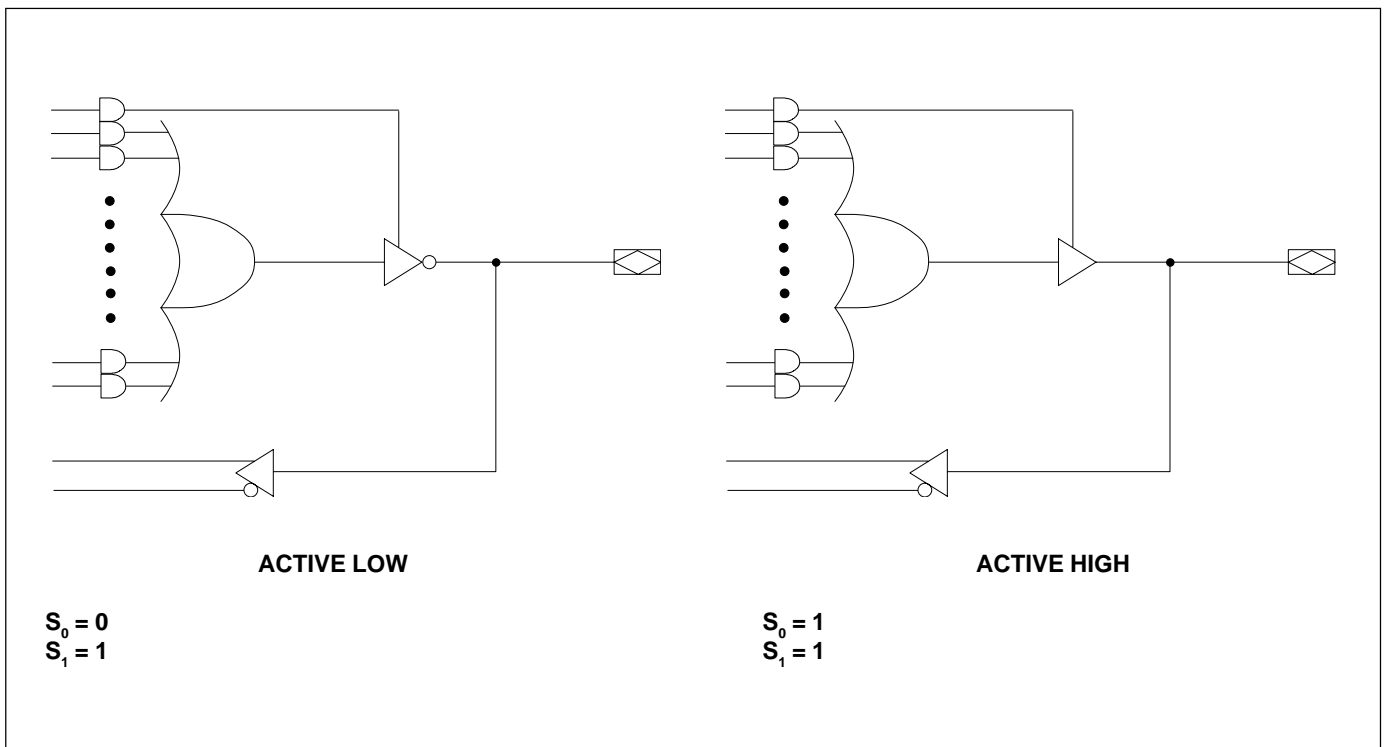 ACTIVE LOW
ACTIVE HIGH
S₀ = 0
S₁ = 1
S₀ = 1
S₁ = 1